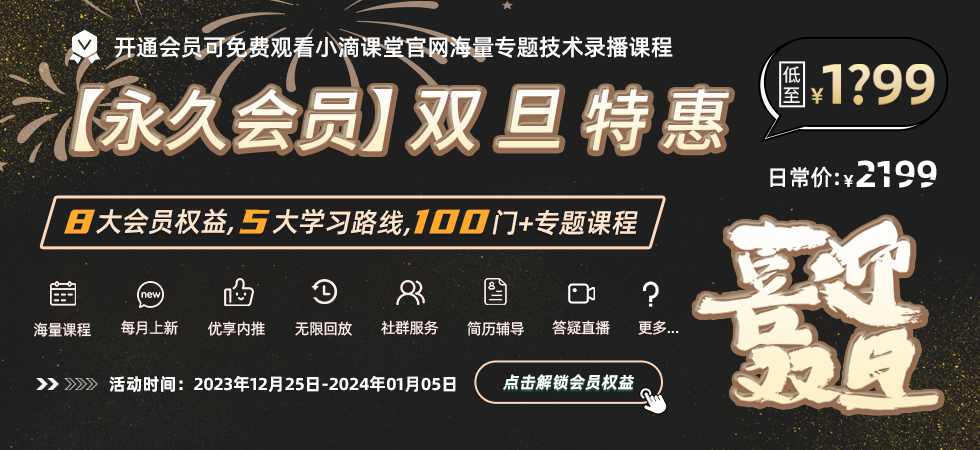 开通会员可免费观看小滴课堂官网海量专题技术录播课程
【永久会员】双旦特惠
低至
¥1?99
日常价:¥2199
8大会员权益,5大学习路线,100门+专题课程
喜迎
双旦
new
海量课程 每月上新 优享内推 无限回放 社群服务 简历辅导 答疑直播 更多...
活动时间：2023年12月25日-2024年01月05日
点击解锁会员权益